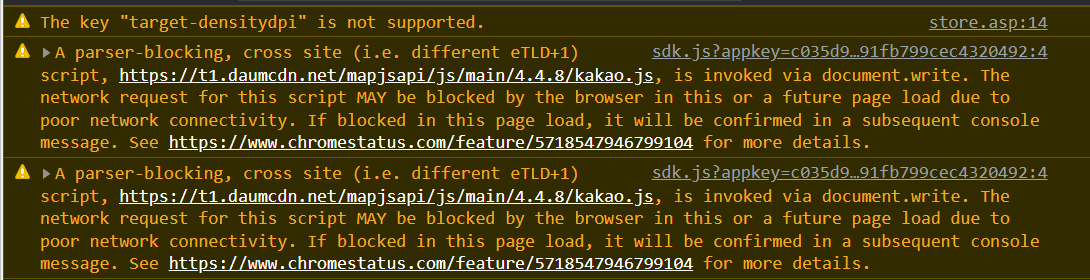 The key "target-densitydpi" is not supported. store.asp:14
A parser-blocking, cross site (i.e. different eTLD+1) sdk.js?appkey=c035d9…91fb799cec4320492:4
script, https://t1.daumcdn.net/mapjsapi/js/main/4.4.8/kakao.js, is invoked via document.write. The
network request for this script MAY be blocked by the browser in this or a future page load due to
poor network connectivity. If blocked in this page load, it will be confirmed in a subsequent console
message. See https://www.chromestatus.com/feature/5718547946799104 for more details.
A parser-blocking, cross site (i.e. different eTLD+1) sdk.js?appkey=c035d9…91fb799cec4320492:4
script, https://t1.daumcdn.net/mapjsapi/js/main/4.4.8/kakao.js, is invoked via document.write. The
network request for this script MAY be blocked by the browser in this or a future page load due to
poor network connectivity. If blocked in this page load, it will be confirmed in a subsequent console
message. See https://www.chromestatus.com/feature/5718547946799104 for more details.